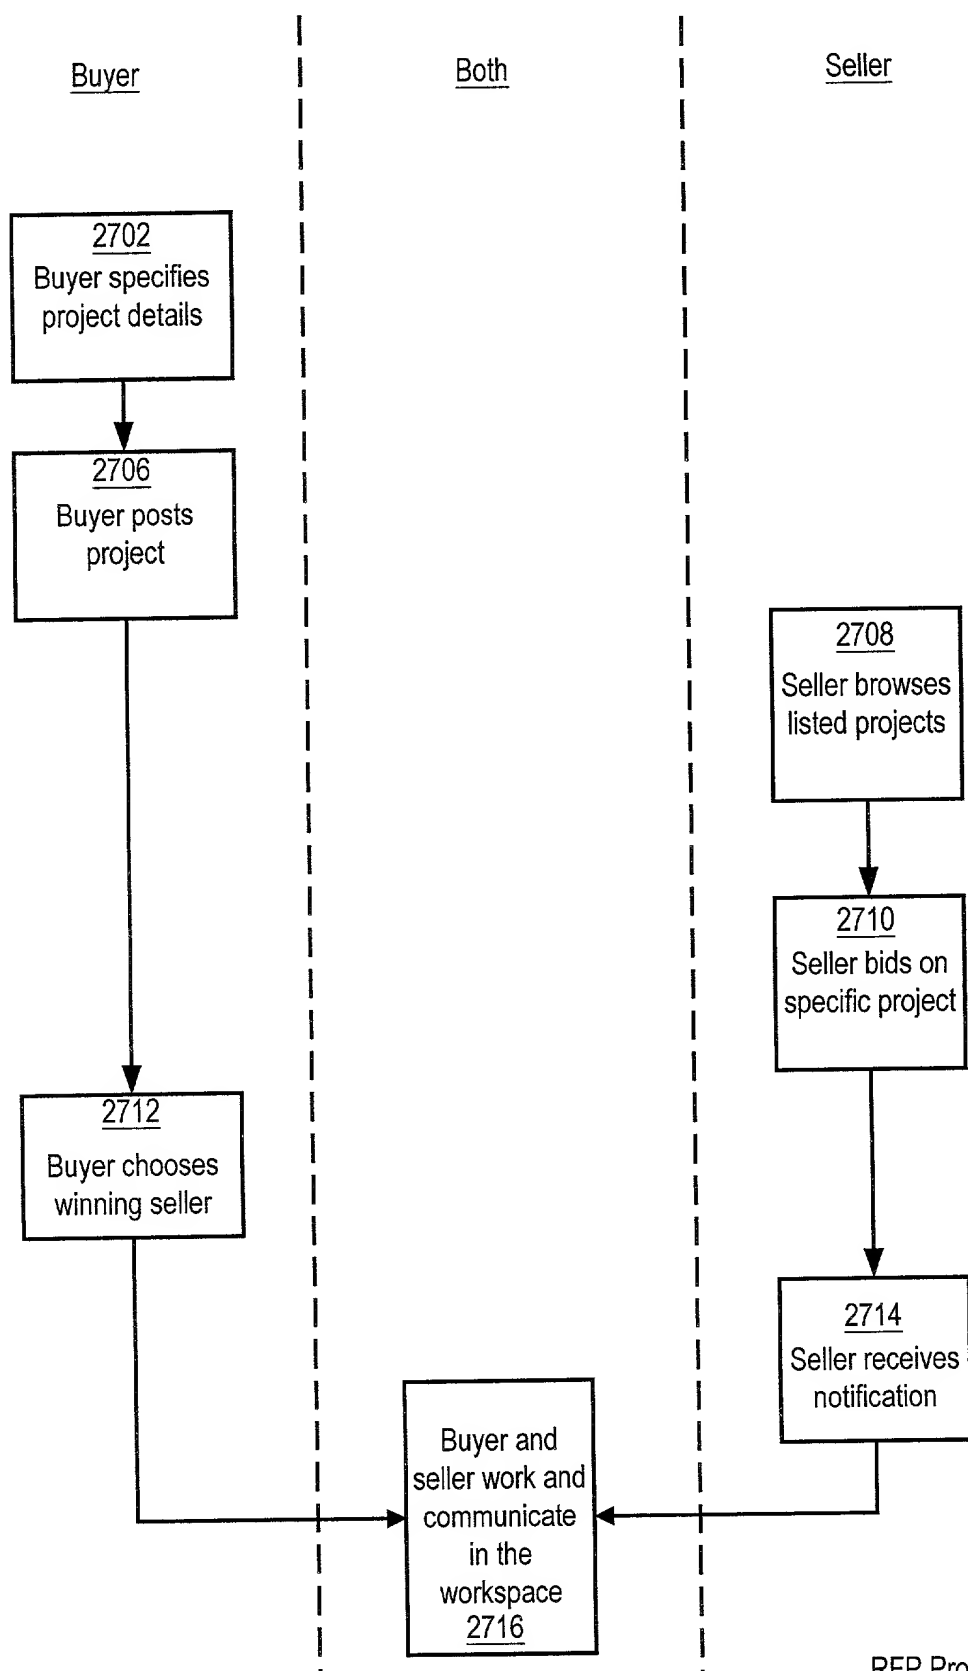 Buyer
Both
Seller
2702
Buyer specifies
project details
2706
Buyer posts
project
2708
Seller browses
listed projects
2710
Seller bids on
specific project
2712
Buyer chooses
winning seller
2714
Seller receives
notification
Buyer and
seller work and
communicate
in the
workspace
2716